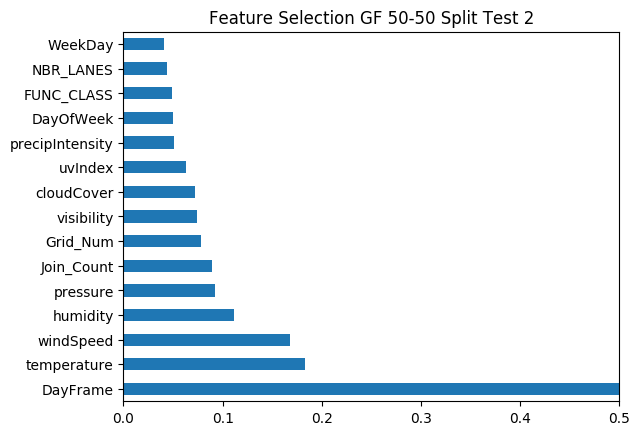 Feature Selection GF 50-50 Split Test 2
WeekDay
NBR_LANES
FUNC_CLASS
DayOfWeek
precipIntensity
uvIndex
cloudCover
visibility
Grid_Num
Join_Count
pressure
humidity
windSpeed
temperature
DayFrame
0.0 0.1 0.2 0.3 0.4 0.5